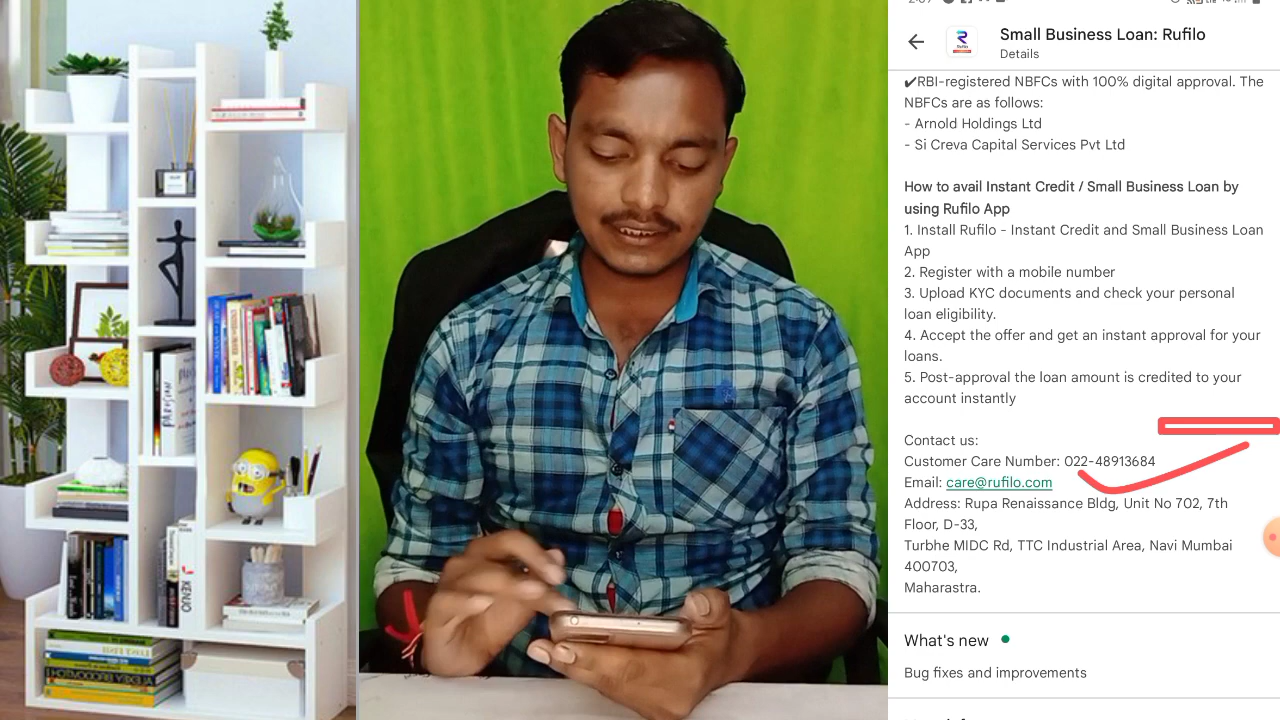 Small Business Loan: Rufilo
Details
✔RBI-registered NBFCs with 100% digital approval. The
NBFCs are as follows:
- Arnold Holdings Ltd
- Si Creva Capital Services Pvt Ltd
How to avail Instant Credit / Small Business Loan by
using Rufilo App
1. Install Rufilo - Instant Credit and Small Business Loan
App
2. Register with a mobile number
3. Upload KYC documents and check your personal
loan eligibility.
4. Accept the offer and get an instant approval for your
loans.
5. Post-approval the loan amount is credited to your
account instantly
Contact us:
Customer Care Number: 022-48913684
Email: care@rufilo.com
Address: Rupa Renaissance Bldg, Unit No 702, 7th
Floor, D-33,
Turbhe MIDC Rd, TTC Industrial Area, Navi Mumbai
400703,
Maharastra.
What's new
Bug fixes and improvements